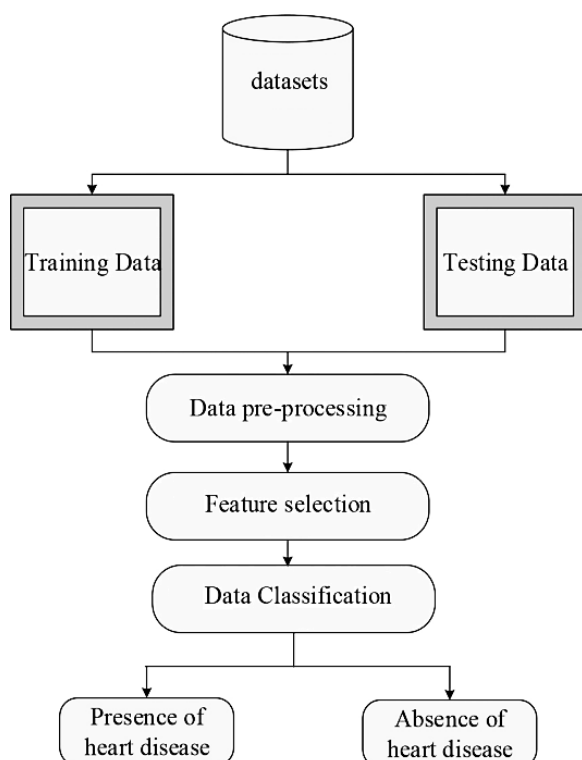 datasets
Training Data
Testing Data
Data pre-processing
Feature selection
Data Classification
Presence of
heart disease
Absence of
heart disease